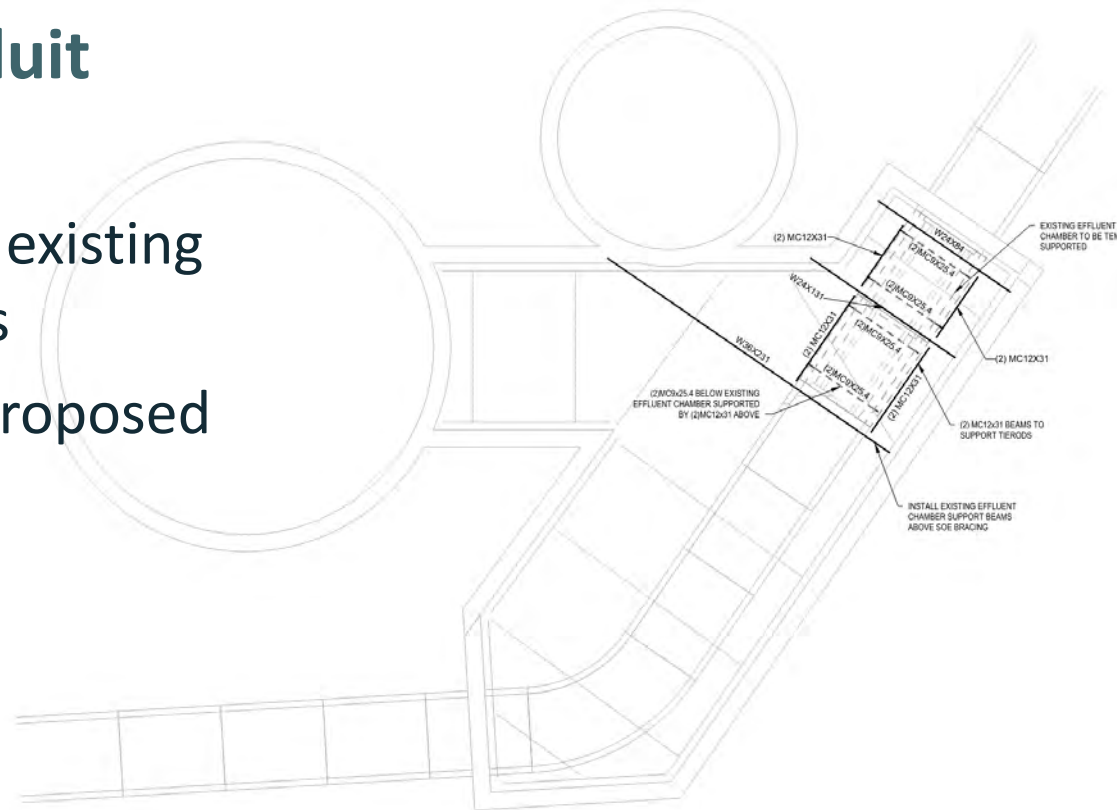 luit
existing
s
proposed
(2) MC12X31
W24X84
EXISTING EFFLUENT
CHAMBER TO BE TEM
SUPPORTED
(2)MC9X25.4
(2)MC9X25.4
W24X131
(2) MC12X31
(2)MC9X25.4
(2) MC12X31
W36X231
(2)MC9X25.4
(2) MC12X31
(2)MC9x25.4 BELOW EXISTING
EFFLUENT CHAMBER SUPPORTED
BY (2)MC12x31 ABOVE
(2) MC12x31 BEAMS TO
SUPPORT TIERODS
INSTALL EXISTING EFFLUENT
CHAMBER SUPPORT BEAMS
ABOVE SOE BRACING